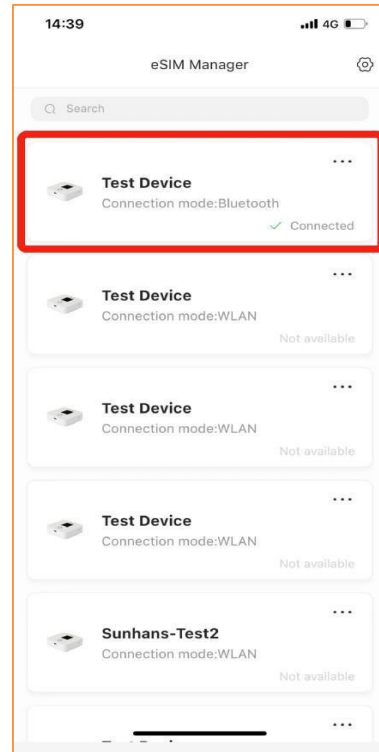 14:39
4G
eSIM Manager
Search
...
Test Device
Connection mode:Bluetooth
✓ Connected
...
Test Device
Connection mode:WLAN
Not available
...
Test Device
Connection mode:WLAN
Not available
...
Test Device
Connection mode:WLAN
Not available
...
Sunhans-Test2
Connection mode:WLAN
Not available
...